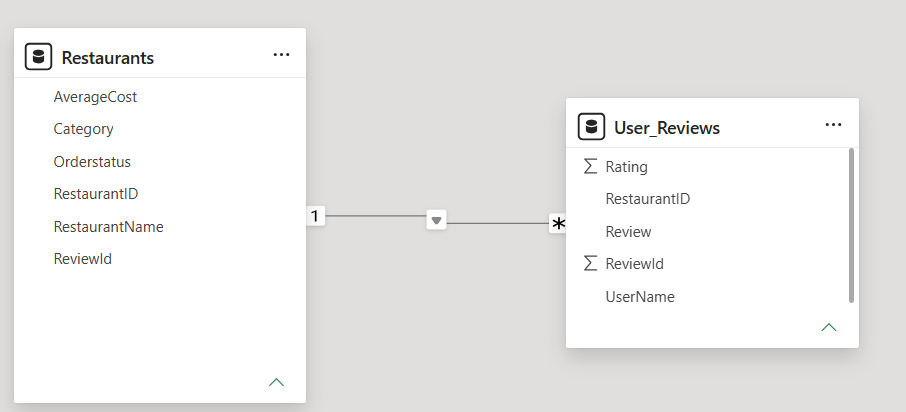 Restaurants
AverageCost
Category
Orderstatus
RestaurantID
RestaurantName
ReviewId
1
*
User_Reviews
Σ Rating
RestaurantID
Review
Σ ReviewId
UserName